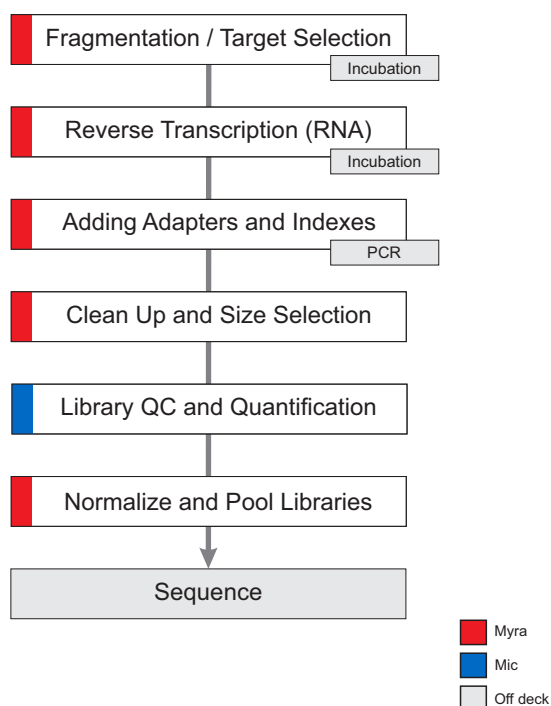 Fragmentation / Target Selection
Incubation
Reverse Transcription (RNA)
Incubation
Adding Adapters and Indexes
PCR
Clean Up and Size Selection
Library QC and Quantification
Normalize and Pool Libraries
Sequence
Myra
Mic
Off deck